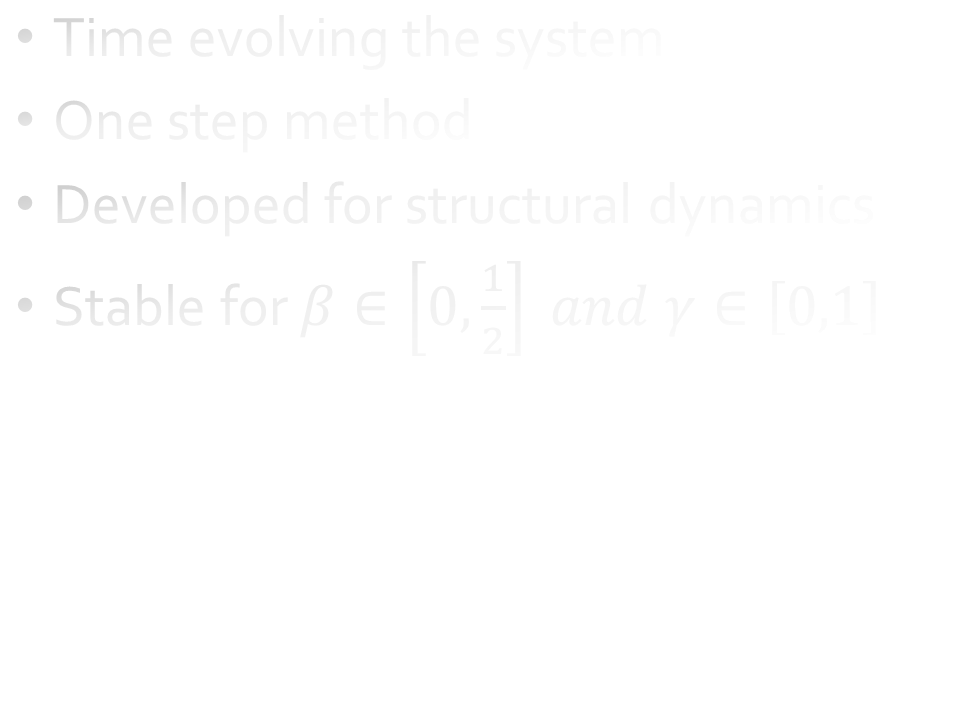 • Time evolving the system
• One step method
• Developed for structural dynamics
• Stable for 𝛽 ∈ [0, 1/2] 𝑎𝑛𝑑 𝛾 ∈ [0,1]